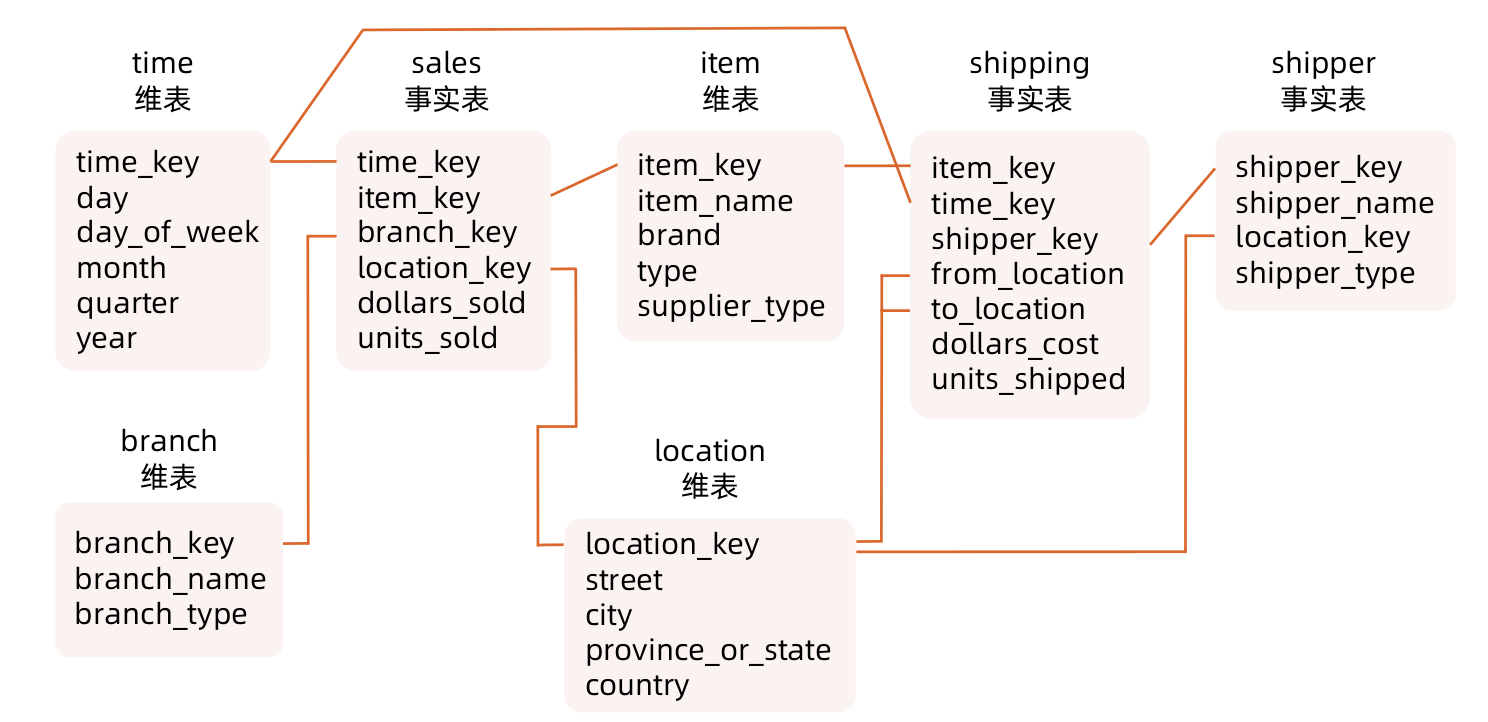 time
维表
time_key
day
day_of_week
month
quarter
year
sales
事实表
time_key
item_key
branch_key
location_key
dollars_sold
units_sold
item
维表
item_key
item_name
brand
type
supplier_type
shipping
事实表
item_key
time_key
shipper_key
from_location
to_location
dollars_cost
units_shipped
shipper
事实表
shipper_key
shipper_name
location_key
shipper_type
branch
维表
branch_key
branch_name
branch_type
location
维表
location_key
street
city
province_or_state
country